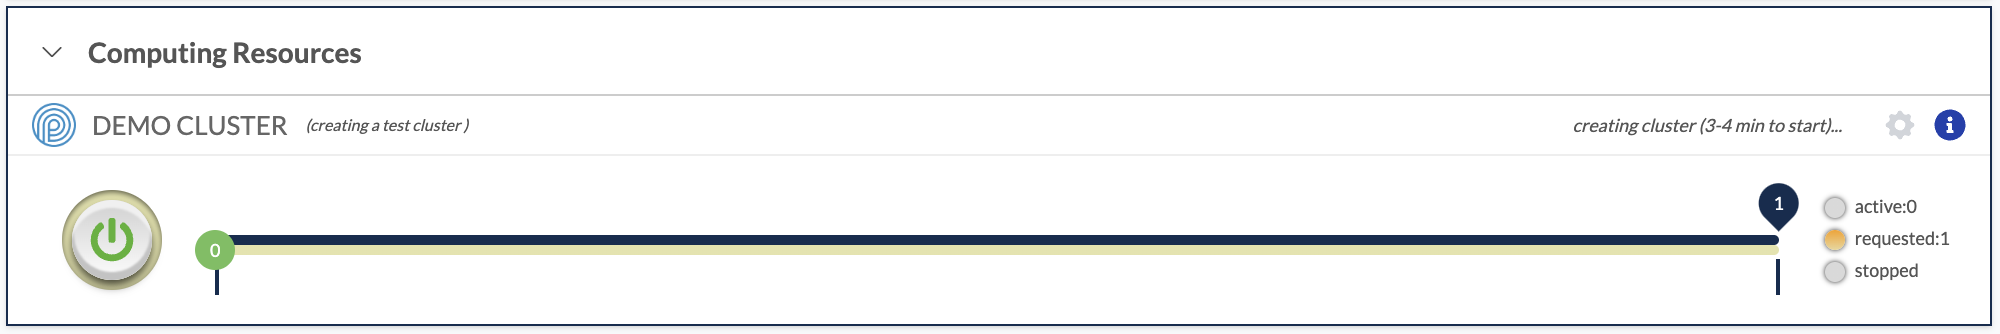 Computing Resources
DEMO CLUSTER (creating a test cluster ) creating cluster (3-4 min to start)...
1
active:0
0
requested:1
stopped